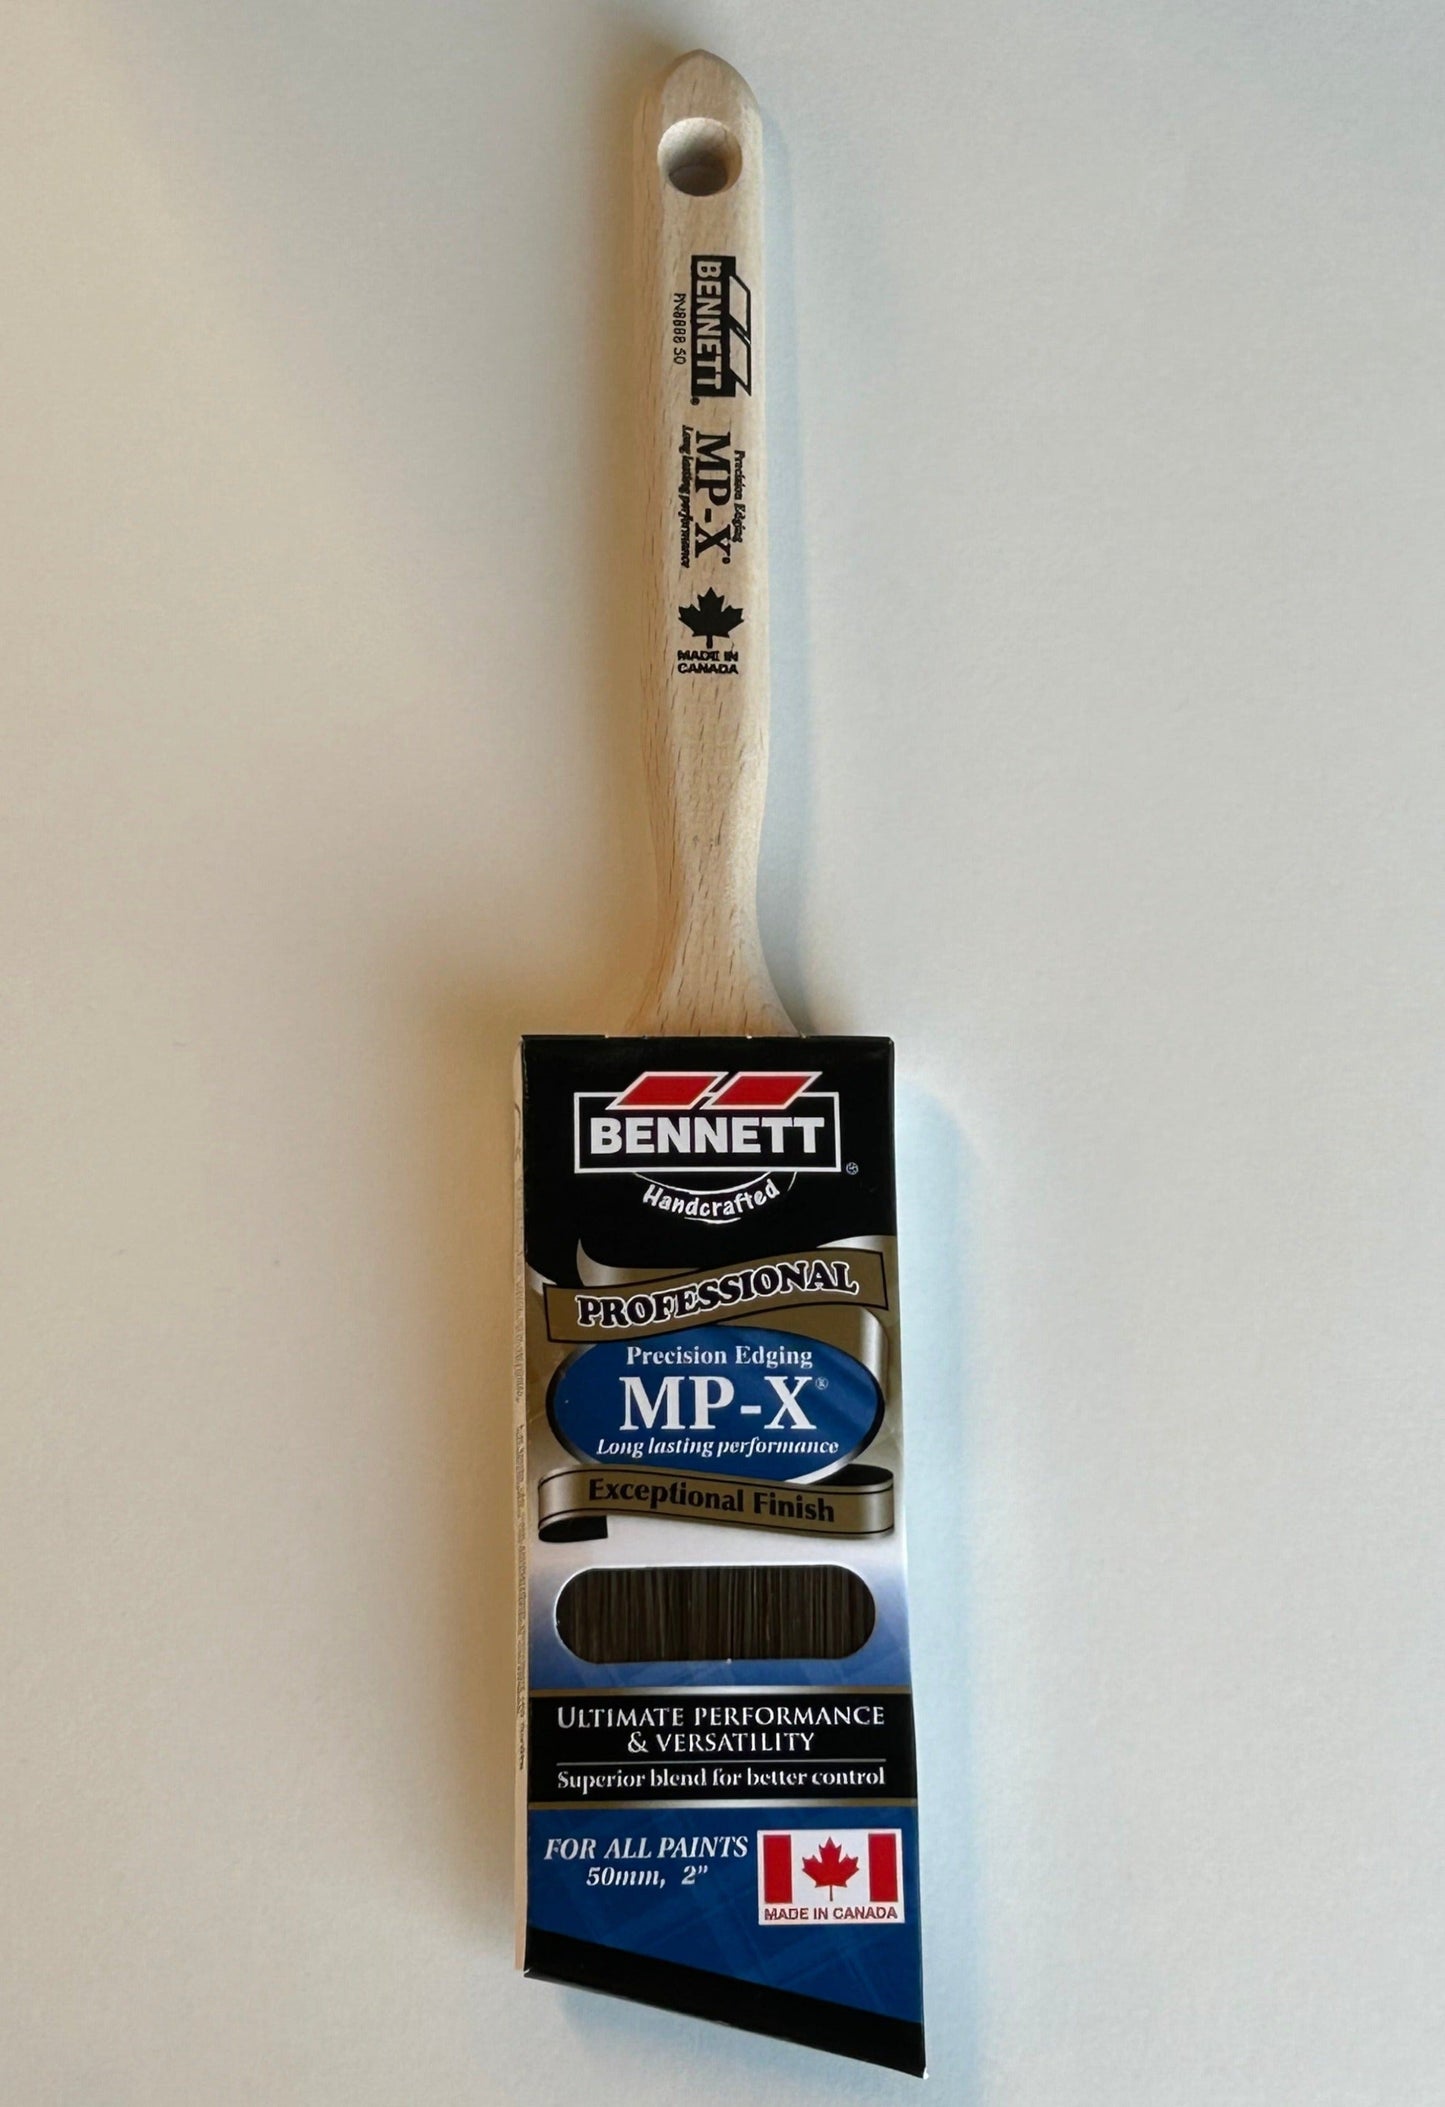 BENNETT
PN8888 50
Precision Edging
MP-X
Long lasting performance
MADE IN
CANADA
BENNETT
Handcrafted
PROFESSIONAL
Precision Edging
MP-X®
Long lasting performance
Exceptional Finish
ULTIMATE PERFORMANCE
& VERSATILITY
Superior blend for better control
FOR ALL PAINTS
50mm, 2"
MADE IN CANADA